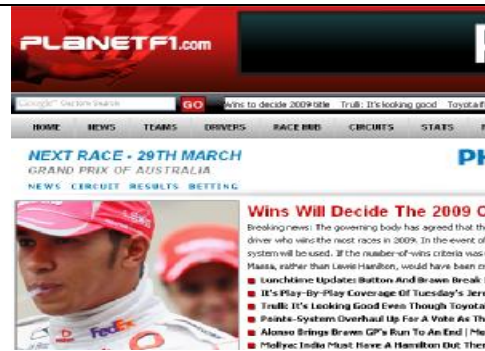 PLANETF1.com
GO Wins to decide 2009 title Trulli: It's looking good Toyota
HOME NEWS TEAMS DRIVERS RACE HUB CIRCUITS STATS
NEXT RACE - 29TH MARCH
GRAND PRIX OF AUSTRALIA
NEWS CIRCUIT RESULTS BETTING
Wins Will Decide The 2009
Breaking news: The governing body has agreed that th
driver who wins the most races in 2009. In the event of
system will be used. If the number-of-wins criteria was
Massa, rather than Lewis Hamilton, would have been
Lunchtime Update: Button And Brawn Break
It's Play-By-Play Coverage Of Tuesday's Jer
Trulli: It's Looking Good Even Though Toyota
Points-System Overhaul Up For A Vote As Th
Alonso Brings Brawn GP's Run To An End | Me
Mallya: India Must Have A Hamilton But Ther
FedEx